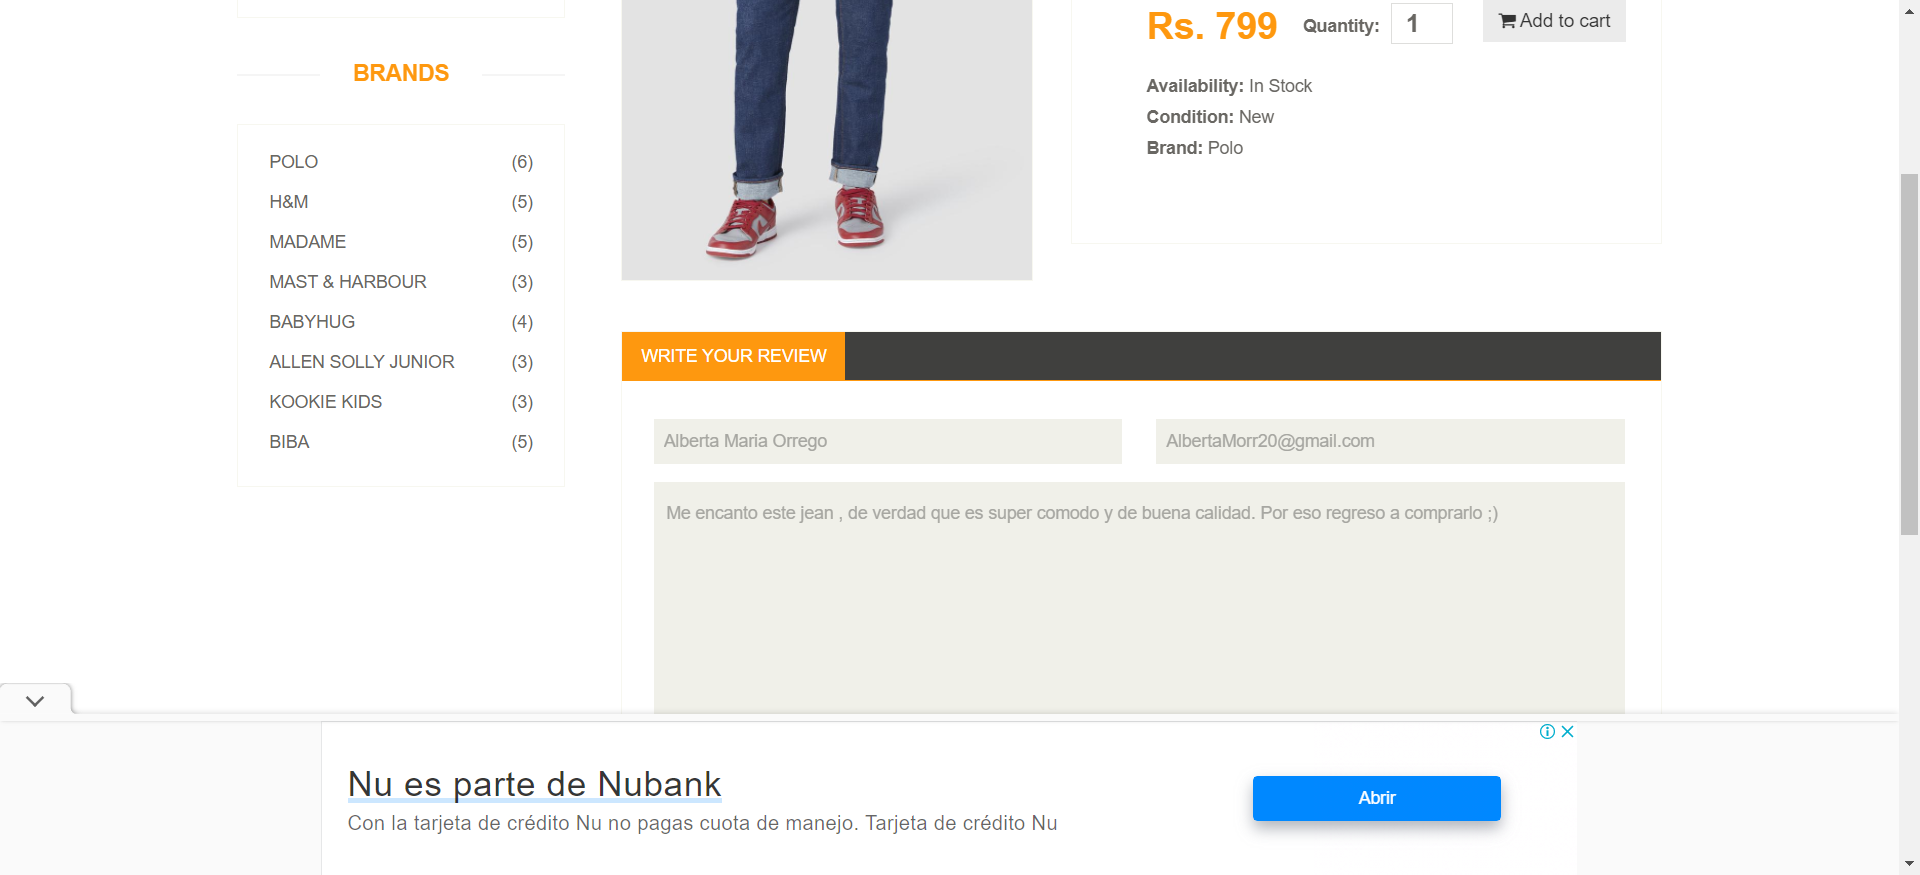 BRANDS
POLO (6)
H&M (5)
MADAME (5)
MAST & HARBOUR (3)
BABYHUG (4)
ALLEN SOLLY JUNIOR (3)
KOOKIE KIDS (3)
BIBA (5)
Rs. 799 Quantity: 1 Add to cart
Availability: In Stock
Condition: New
Brand: Polo
WRITE YOUR REVIEW
Alberta Maria Orrego AlbertaMorr20@gmail.com
Me encanto este jean , de verdad que es super comodo y de buena calidad. Por eso regreso a comprarlo ;)
Nu es parte de Nubank
Con la tarjeta de crédito Nu no pagas cuota de manejo. Tarjeta de crédito Nu
Abrir